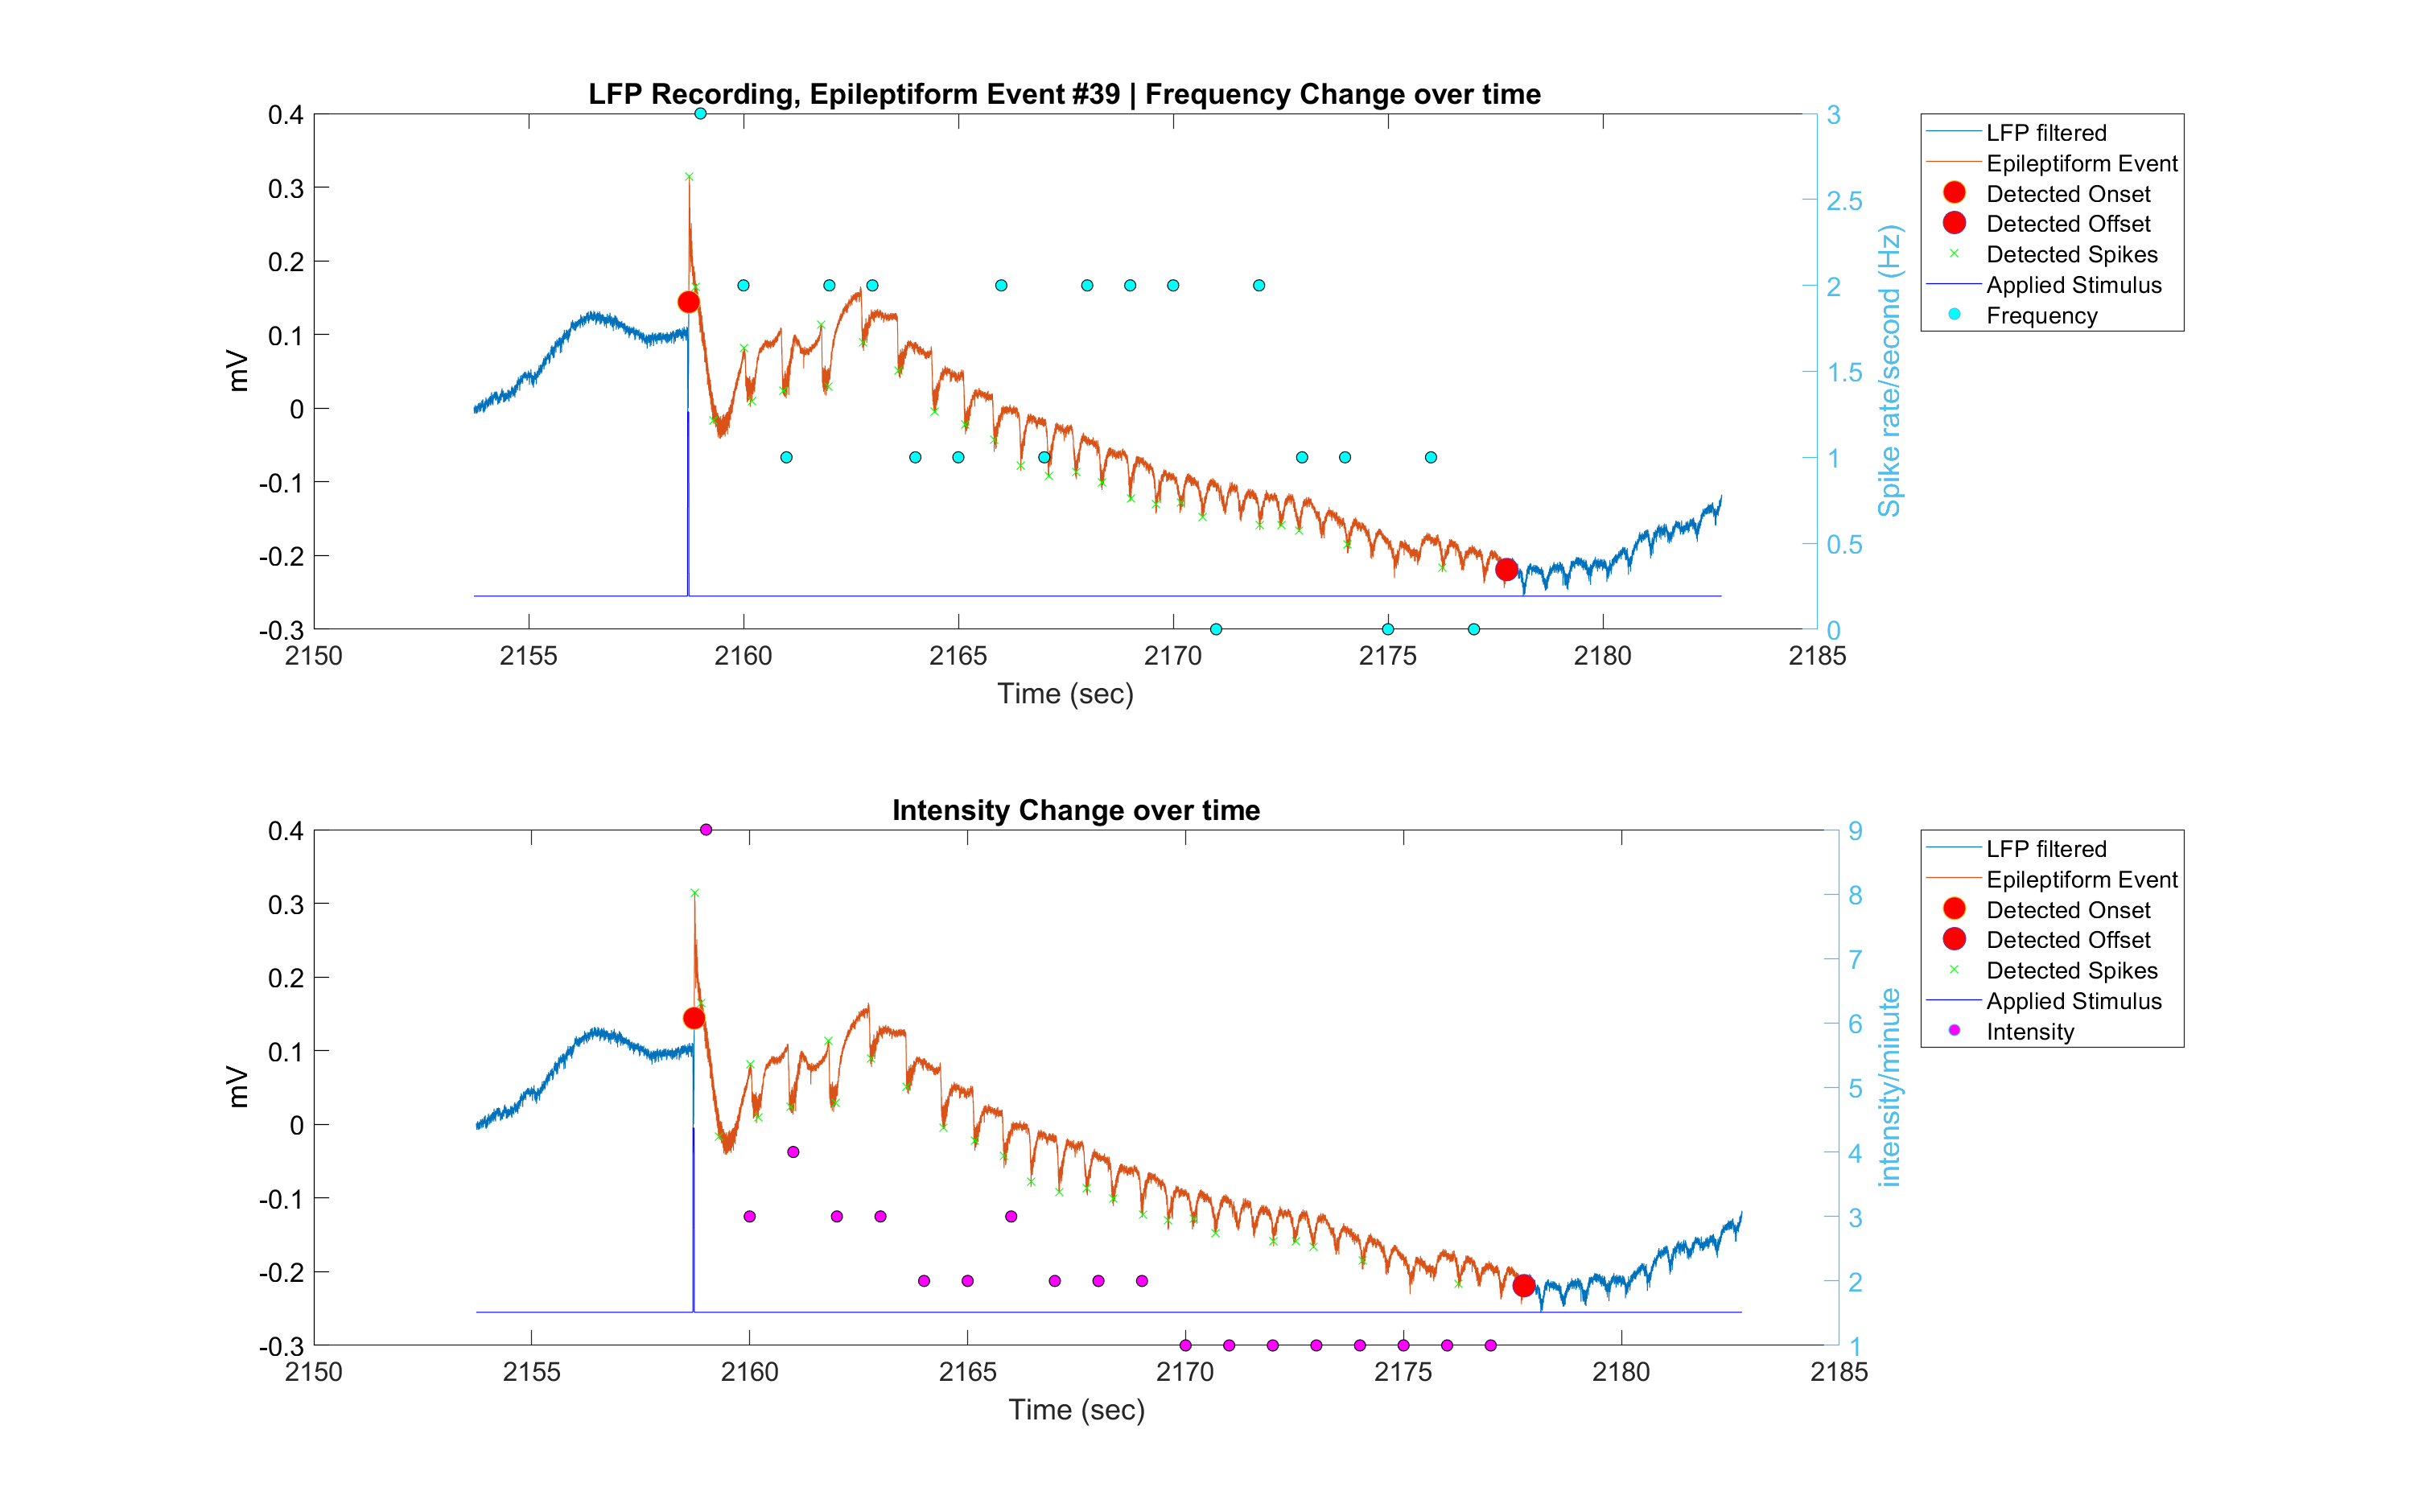 LFP Recording, Epileptiform Event #39 | Frequency Change over time
0.4
0.3
0.2
0.1
0
-0.1
-0.2
-0.3
mV
2150 2155 2160 2165 2170 2175 2180 2185
Time (sec)
3
2.5
2
1.5
1
0.5
0
Spike rate/second (Hz)
LFP filtered
Epileptiform Event
Detected Onset
Detected Offset
Detected Spikes
Applied Stimulus
Frequency
Intensity Change over time
0.4
0.3
0.2
0.1
0
-0.1
-0.2
-0.3
mV
2150 2155 2160 2165 2170 2175 2180 2185
Time (sec)
9
8
7
6
5
4
3
2
1
intensity/minute
LFP filtered
Epileptiform Event
Detected Onset
Detected Offset
Detected Spikes
Applied Stimulus
Intensity